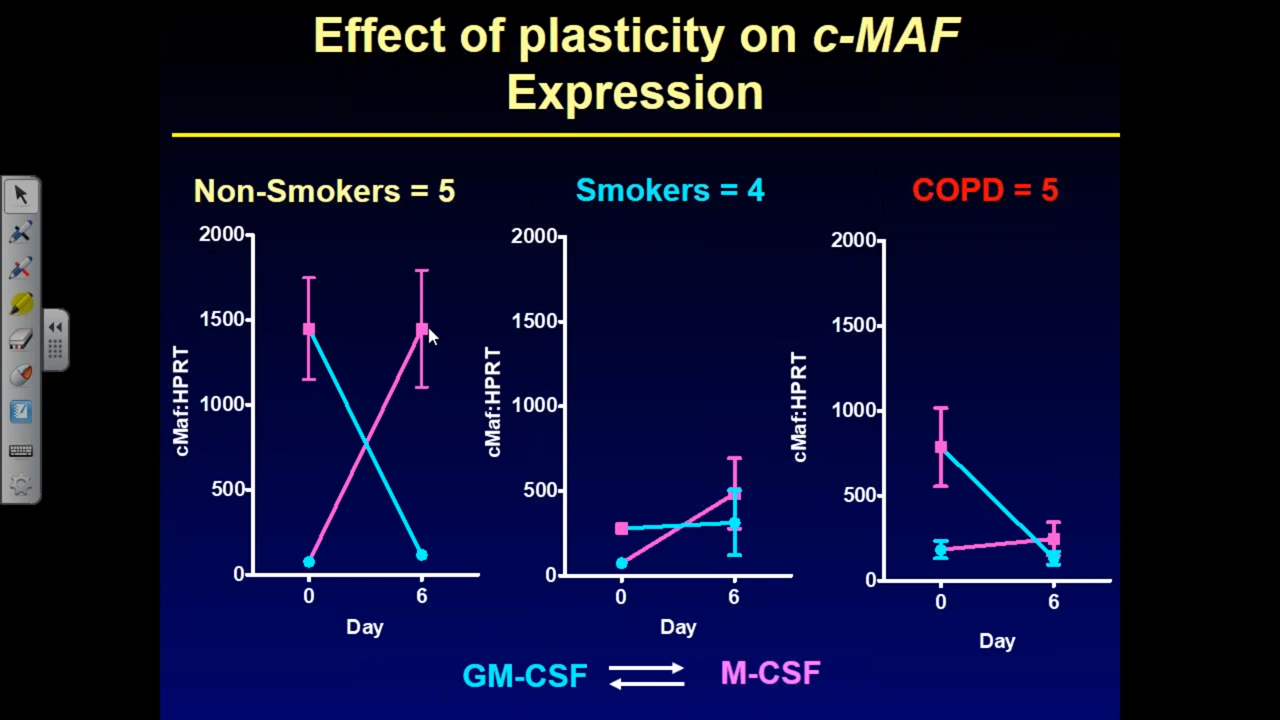 Effect of plasticity on c-MAF
Expression
Non-Smokers = 5
Smokers = 4
COPD = 5
2000
1500
1000
500
0
cMaf:HPRT
0
6
Day
2000
1500
1000
500
0
cMaf:HPRT
0
6
Day
2000
1500
1000
500
0
cMaf:HPRT
0
6
Day
GM-CSF
M-CSF